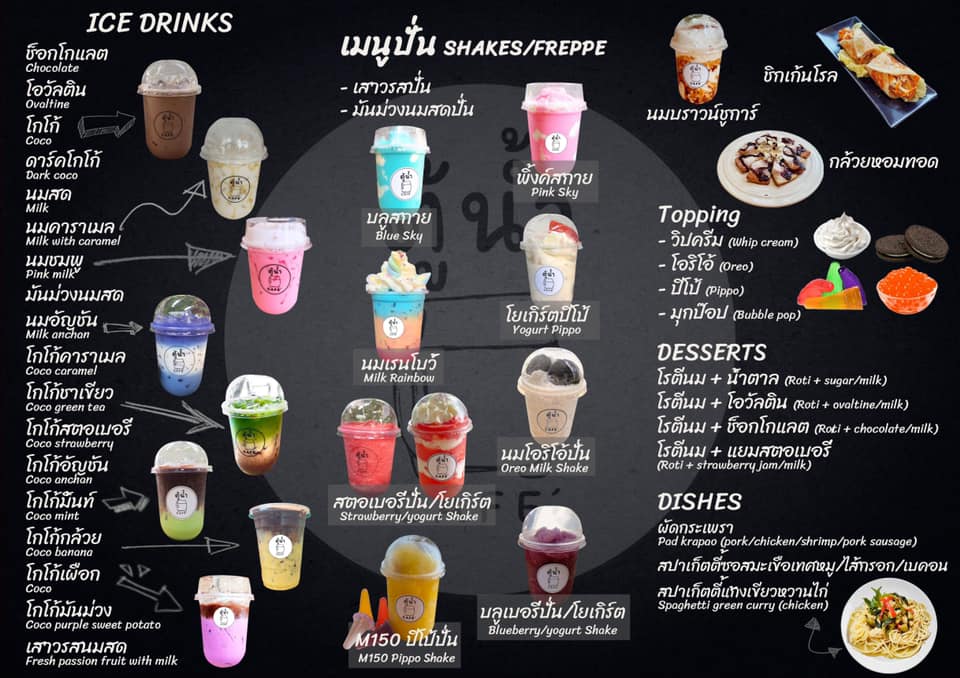 ICE DRINKS
ช็อกโกแลต
Chocolate
โอวัลติน
Ovaltine
โกโก้
Coco
ดาร์คโกโก้
Dark coco
นมสด
Milk
นมคาราเมล
Milk with caramel
นมชมพู
Pink milk
มันม่วงนมสด
นมอัญชัน
Milk anchan
โกโก้คาราเมล
Coco caramel
โกโก้ชาเขียว
Coco green tea
โกโก้สตอเบอรี
Coco strawberry
โกโก้อัญชัน
Coco anchan
โกโก้มิ้นท์
Coco mint
โกโก้กล้วย
Coco banana
โกโก้เผือก
Coco
โกโก้มันม่วง
Coco purple sweet potato
เสาวรสนมสด
Fresh passion fruit with milk
เมนูปั่น SHAKES/FREPPE
- เสาวรสปั่น
- มันม่วงนมสดปั่น
บลูสกาย
Blue Sky
พิ้งค์สกาย
Pink Sky
นมเรนโบว์
Milk Rainbow
โยเกิร์ตปีโป้
Yogurt Pippo
นมโอริโอ้ปั่น
Oreo Milk Shake
สตอเบอรีปั่น/โยเกิร์ต
Strawberry/yogurt Shake
M150 ปีโป้ปั่น
M150 Pippo Shake
บลูเบอรีปั่น/โยเกิร์ต
Blueberry/yogurt Shake
นมบราวน์ชูการ์
ชิกเก้นโรล
กล้วยหอมทอด
Topping
- วิปครีม (Whip cream)
- โอริโอ้ (Oreo)
- ปีโป้ (Pippo)
- มุกป๊อป (Bubble pop)
DESSERTS
โรตีนม + น้ำตาล (Roti + sugar/milk)
โรตีนม + โอวัลติน (Roti + ovaltine/milk)
โรตีนม + ช็อกโกแลต (Roti + chocolate/milk)
โรตีนม + แยมสตอเบอรี
(Roti + strawberry jam/milk)
DISHES
ผัดกระเพรา
Pad krapao (pork/chicken/shrimp/pork sausage)
สปาเก็ตตี้ซอสมะเขือเทศหมู/ไส้กรอก/เบคอน
สปาเก็ตตี้แกงเขียวหวานไก่
Spaghetti green curry (chicken)